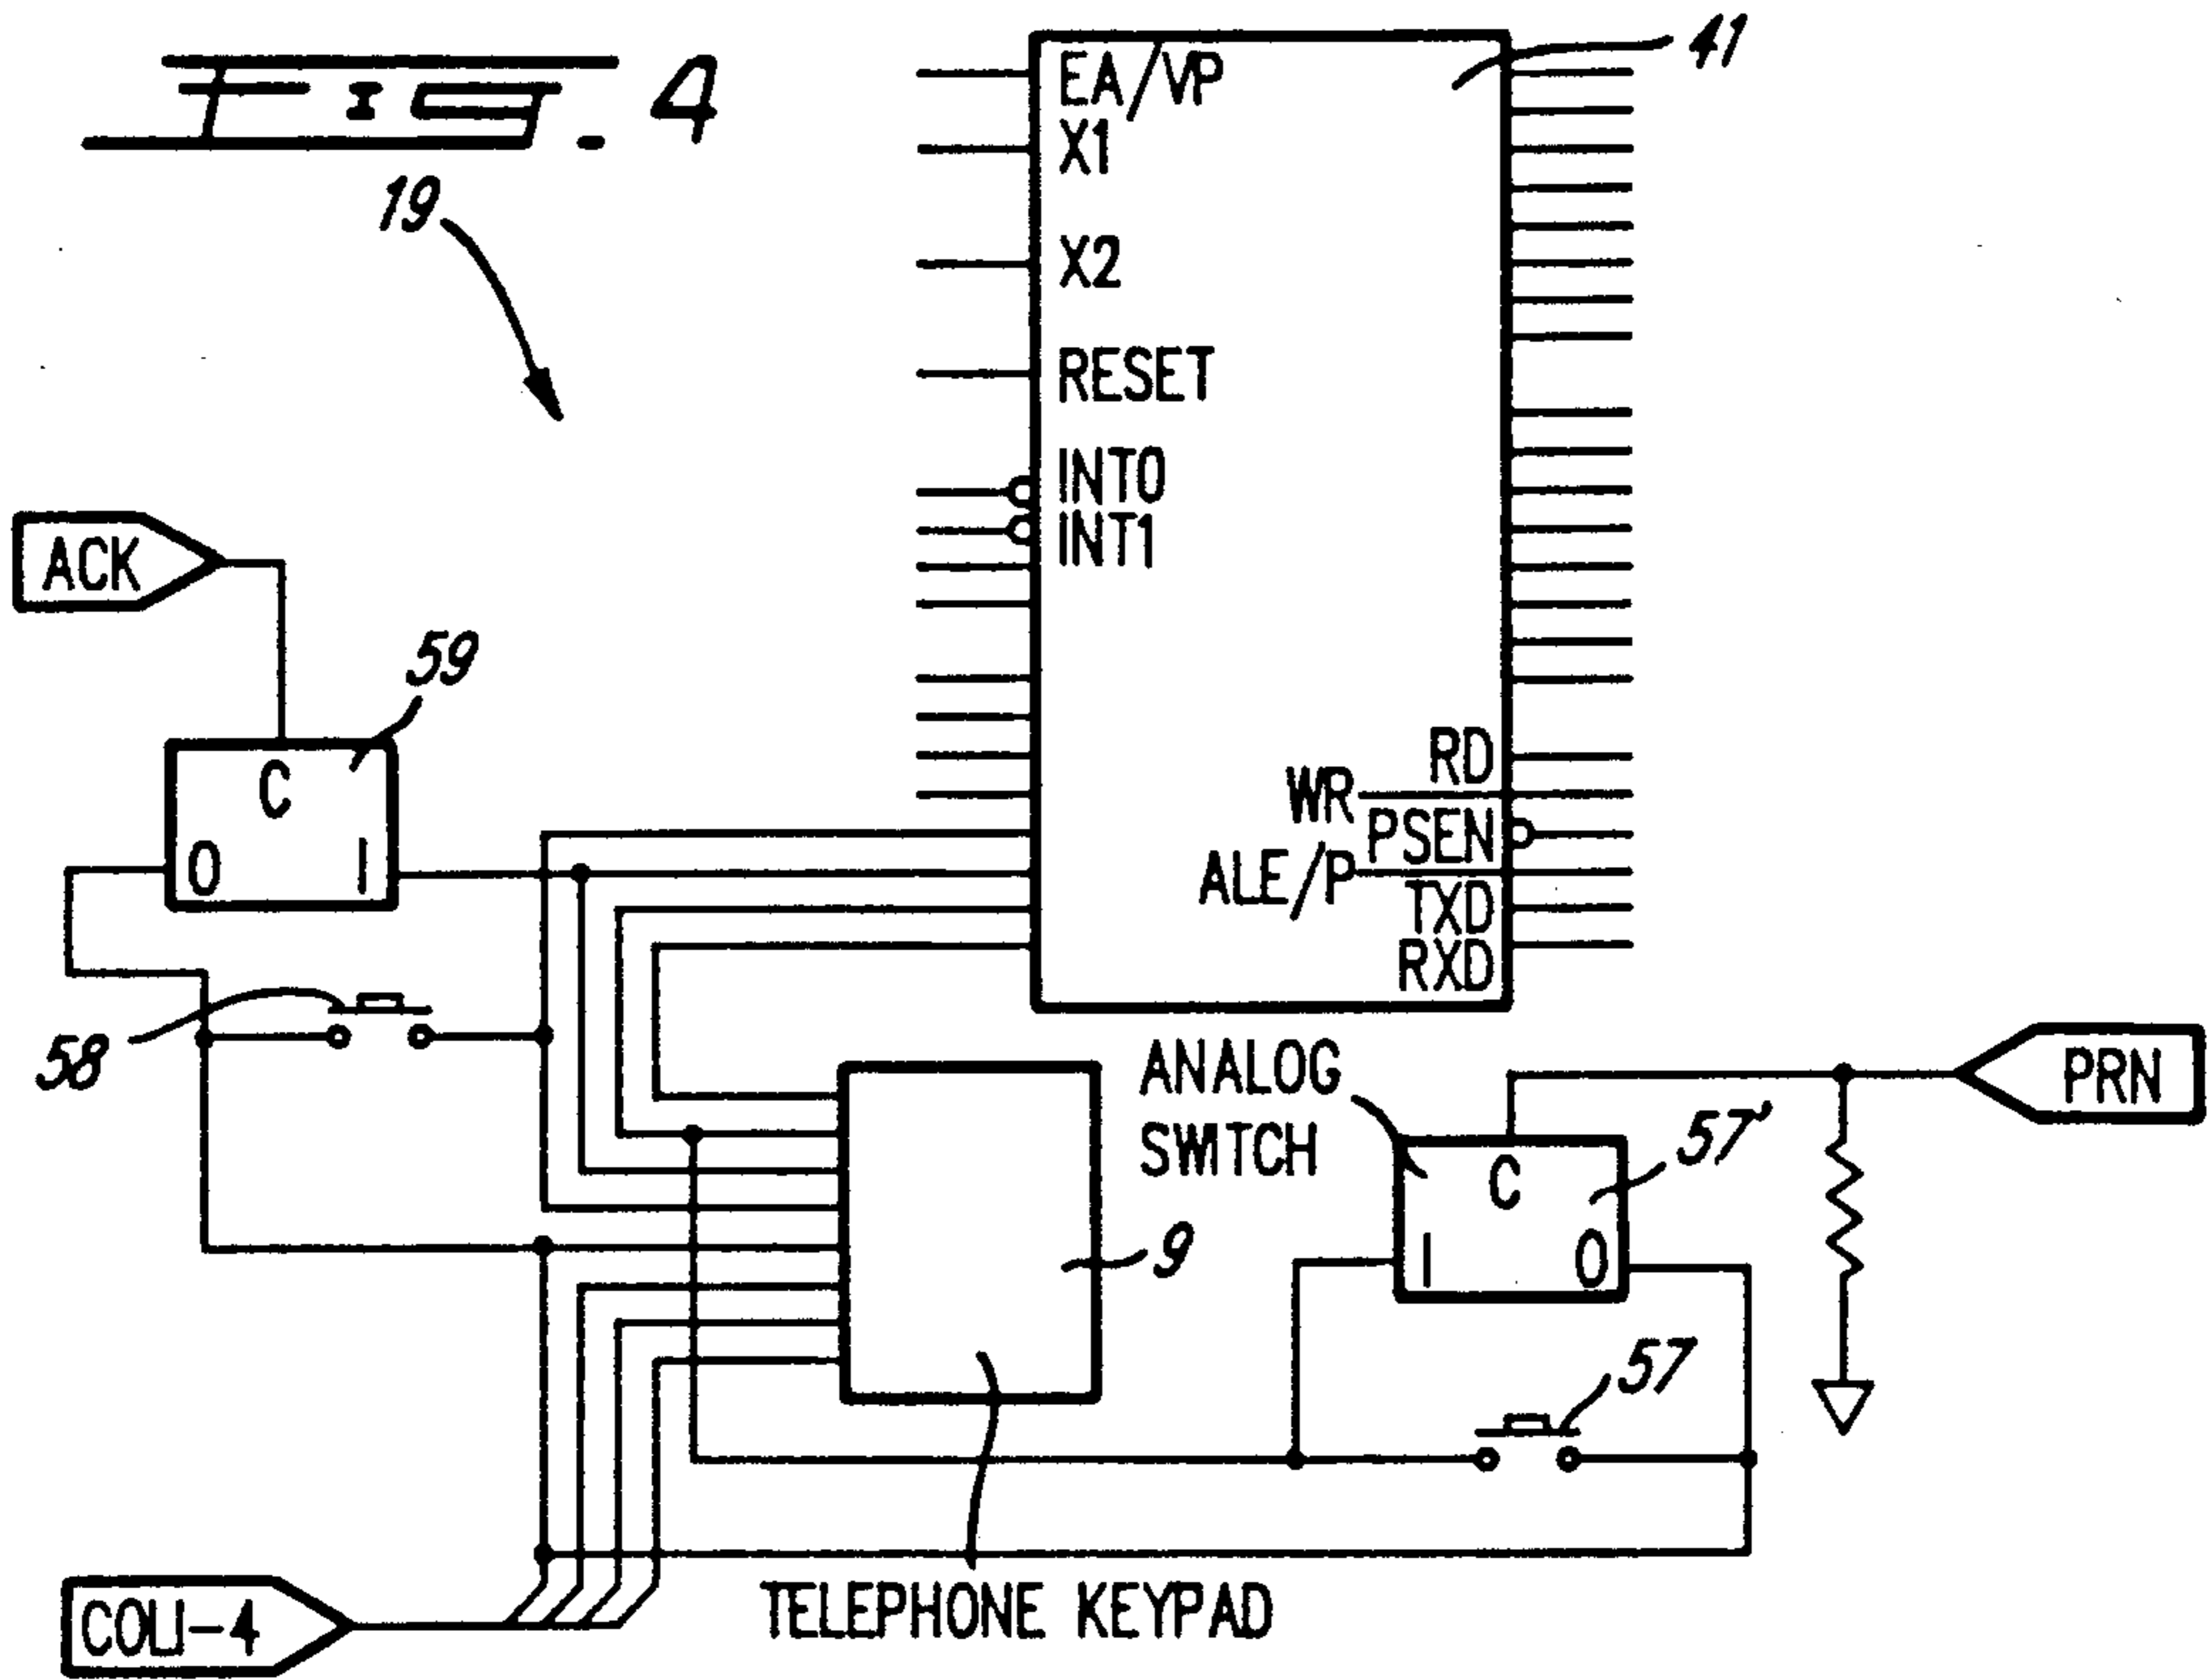 FIG. 4
41
19
EA/VP
X1
X2
RESET
INT0
INT1
ACK
59
C
O
I
RD
WR
PSEN
ALE/P
TXD
RXD
58
ANALOG
SWITCH
PRN
57'
C
I
O
9
57
TELEPHONE KEYPAD
COL1-4